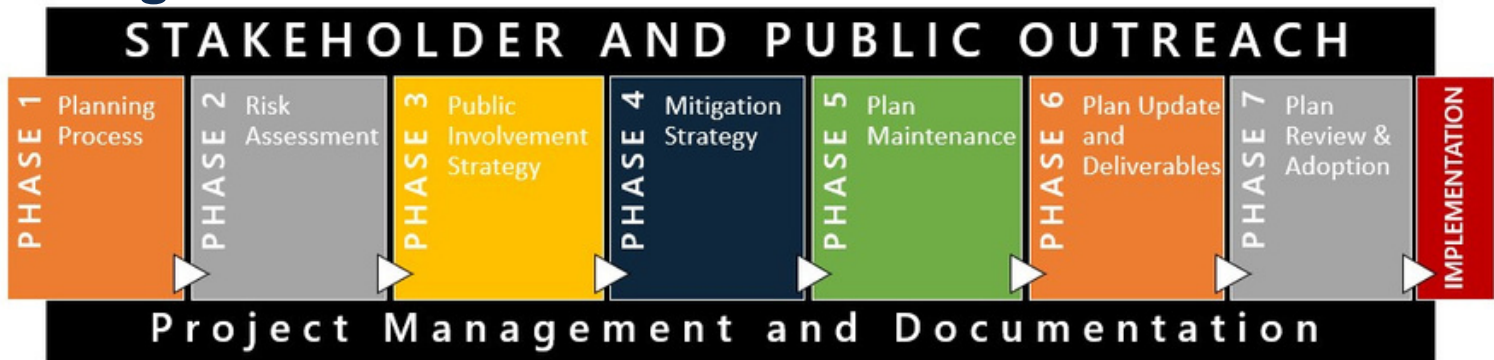 STAKEHOLDER AND PUBLIC OUTREACH
PHASE 1
Planning
Process
PHASE 2
Risk
Assessment
PHASE 3
Public
Involvement
Strategy
PHASE 4
Mitigation
Strategy
PHASE 5
Plan
Maintenance
PHASE 6
Plan Update
and
Deliverables
PHASE 7
Plan
Review &
Adoption
IMPLEMENTATION
Project Management and Documentation